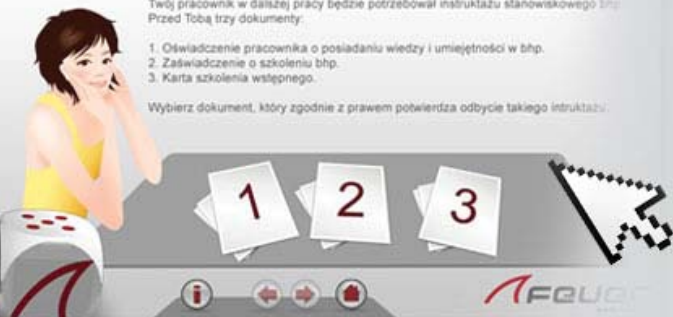 Twój pracownik w dalszej pracy będzie potrzebował instruktażu stanowiskowego bhp
Przed Tobą trzy dokumenty:
1. Oświadczenie pracownika o posiadaniu wiedzy i umiejętności w bhp.
2. Zaświadczenie o szkoleniu bhp.
3. Karta szkolenia wstępnego.
Wybierz dokument, który zgodnie z prawem potwierdza odbycie takiego intruktażu.
1 2 3
i
Feuer